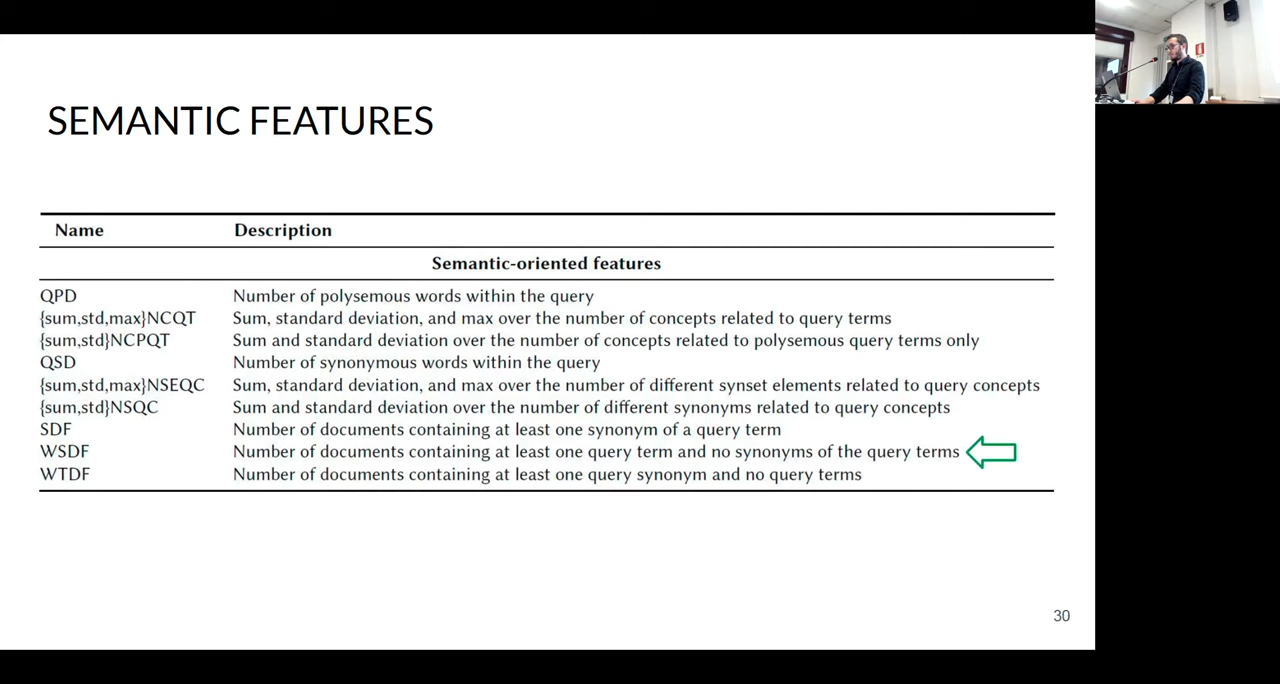 SEMANTIC FEATURES
Name Description
Semantic-oriented features
QPD Number of polysemous words within the query
{sum,std,max}NCQT Sum, standard deviation, and max over the number of concepts related to query terms
{sum,std}NCPQT Sum and standard deviation over the number of concepts related to polysemous query terms only
QSD Number of synonymous words within the query
{sum,std,max}NSEQC Sum, standard deviation, and max over the number of different synset elements related to query concepts
{sum,std}NSQC Sum and standard deviation over the number of different synonyms related to query concepts
SDF Number of documents containing at least one synonym of a query term
WSDF Number of documents containing at least one query term and no synonyms of the query terms
WTDF Number of documents containing at least one query synonym and no query terms
30